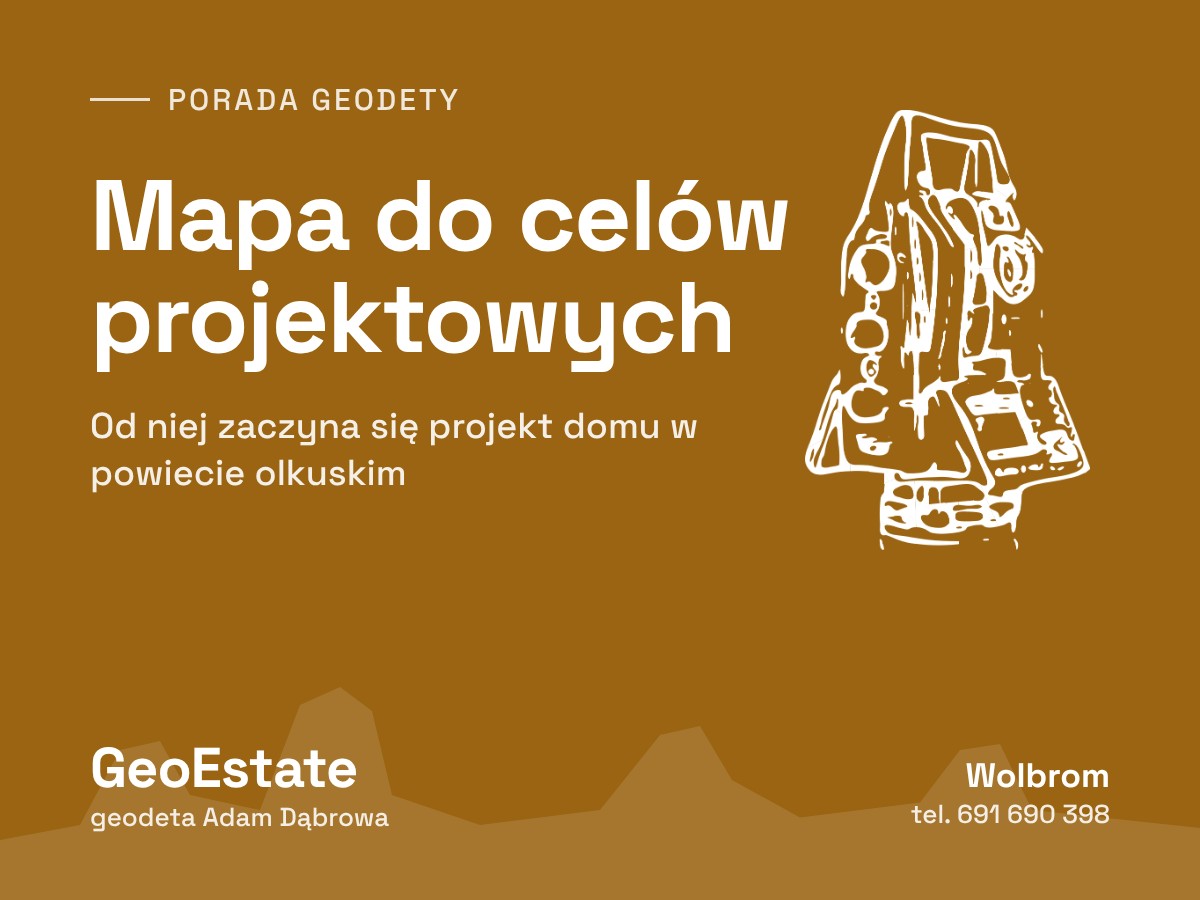 PORADA GEODETY
Mapa do celów
projektowych
Od niej zaczyna się projekt domu w
powiecie olkuskim
GeoEstate
geodeta Adam Dąbrowa
Wolbrom
tel. 691 690 398